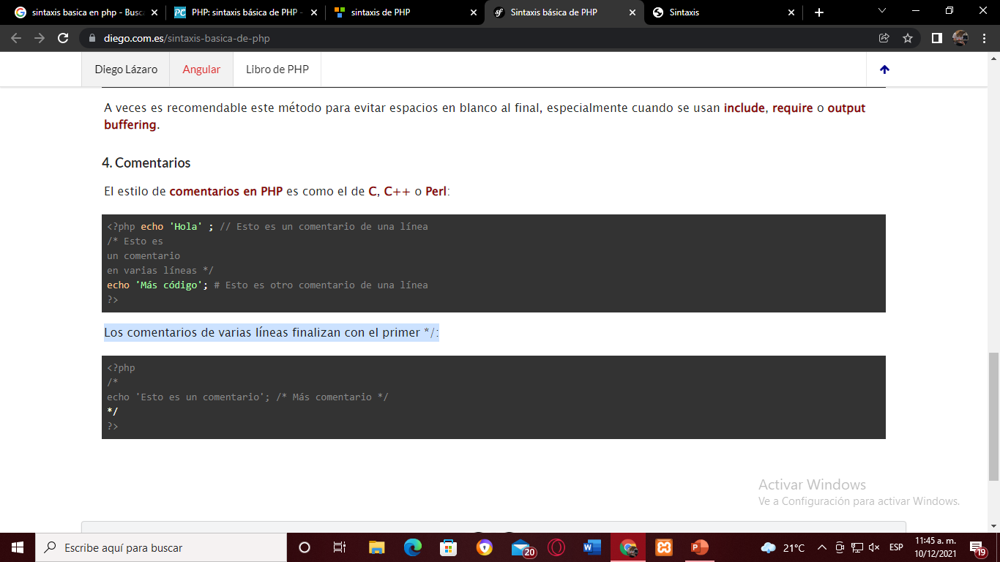 sintaxis basica en php - Busc
PHP: sintaxis básica de PHP -
sintaxis de PHP
Sintaxis básica de PHP
Sintaxis
diego.com.es/sintaxis-basica-de-php
Diego Lázaro
Angular
Libro de PHP
A veces es recomendable este método para evitar espacios en blanco al final, especialmente cuando se usan include, require o output
buffering.
4. Comentarios
El estilo de comentarios en PHP es como el de C, C++ o Perl:
<?php echo 'Hola' ; // Esto es un comentario de una línea
/* Esto es
un comentario
en varias líneas */
echo 'Más código'; # Esto es otro comentario de una línea
?>
Los comentarios de varias líneas finalizan con el primer */:
<?php
/*
echo 'Esto es un comentario'; /* Más comentario */
*/
?>
Activar Windows
Ve a Configuración para activar Windows.
Escribe aquí para buscar
20
21°C
ESP
11:45 a. m.
10/12/2021
19